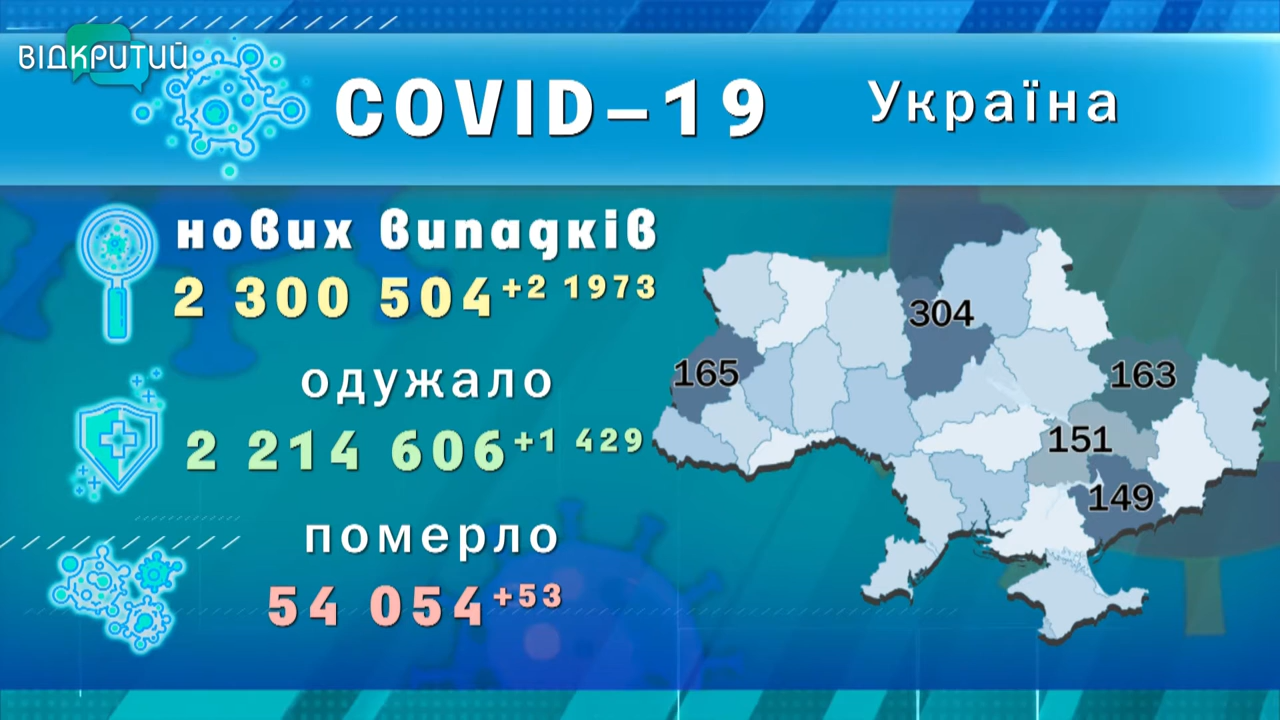 ВІДКРИТИЙ
COVID–19 Україна
нових випадків
2 300 504+2 1973
одужало
2 214 606+1 429
померло
54 054+53
304
165
163
151
149